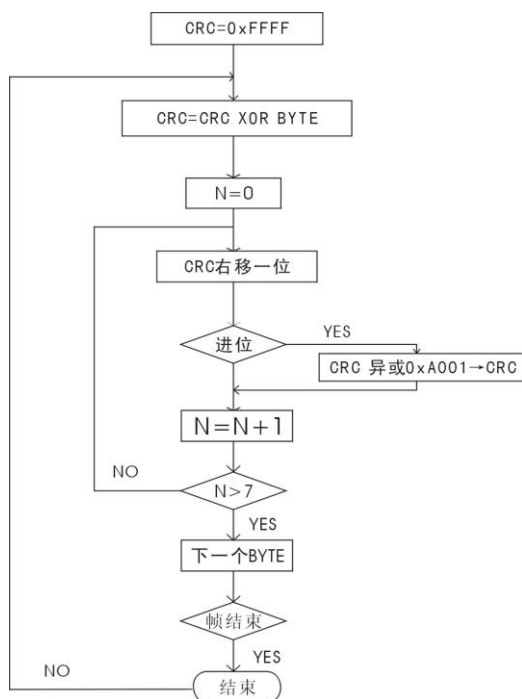 CRC=0xFFFF
CRC=CRC XOR BYTE
N=0
CRC右移一位
进位
YES
CRC 异或0xA001→CRC
N=N+1
NO
N>7
YES
下一个BYTE
帧结束
NO
YES
结束